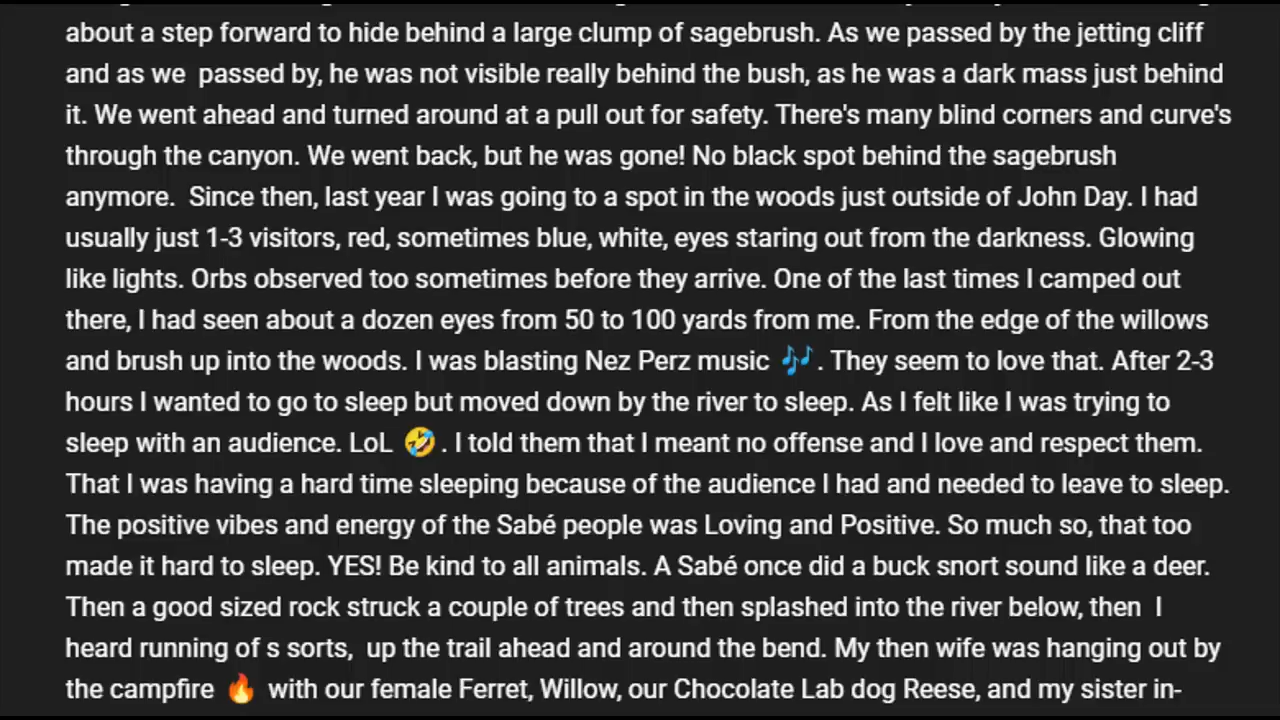 about a step forward to hide behind a large clump of sagebrush. As we passed by the jetting cliff
and as we  passed by, he was not visible really behind the bush, as he was a dark mass just behind
it. We went ahead and turned around at a pull out for safety. There's many blind corners and curve's
through the canyon. We went back, but he was gone! No black spot behind the sagebrush
anymore.  Since then, last year I was going to a spot in the woods just outside of John Day. I had
usually just 1-3 visitors, red, sometimes blue, white, eyes staring out from the darkness. Glowing
like lights. Orbs observed too sometimes before they arrive. One of the last times I camped out
there, I had seen about a dozen eyes from 50 to 100 yards from me. From the edge of the willows
and brush up into the woods. I was blasting Nez Perz music 🎶. They seem to love that. After 2-3
hours I wanted to go to sleep but moved down by the river to sleep. As I felt like I was trying to
sleep with an audience. LoL 🤣. I told them that I meant no offense and I love and respect them.
That I was having a hard time sleeping because of the audience I had and needed to leave to sleep.
The positive vibes and energy of the Sabé people was Loving and Positive. So much so, that too
made it hard to sleep. YES! Be kind to all animals. A Sabé once did a buck snort sound like a deer.
Then a good sized rock struck a couple of trees and then splashed into the river below, then  I
heard running of s sorts,  up the trail ahead and around the bend. My then wife was hanging out by
the campfire 🔥 with our female Ferret, Willow, our Chocolate Lab dog Reese, and my sister in-